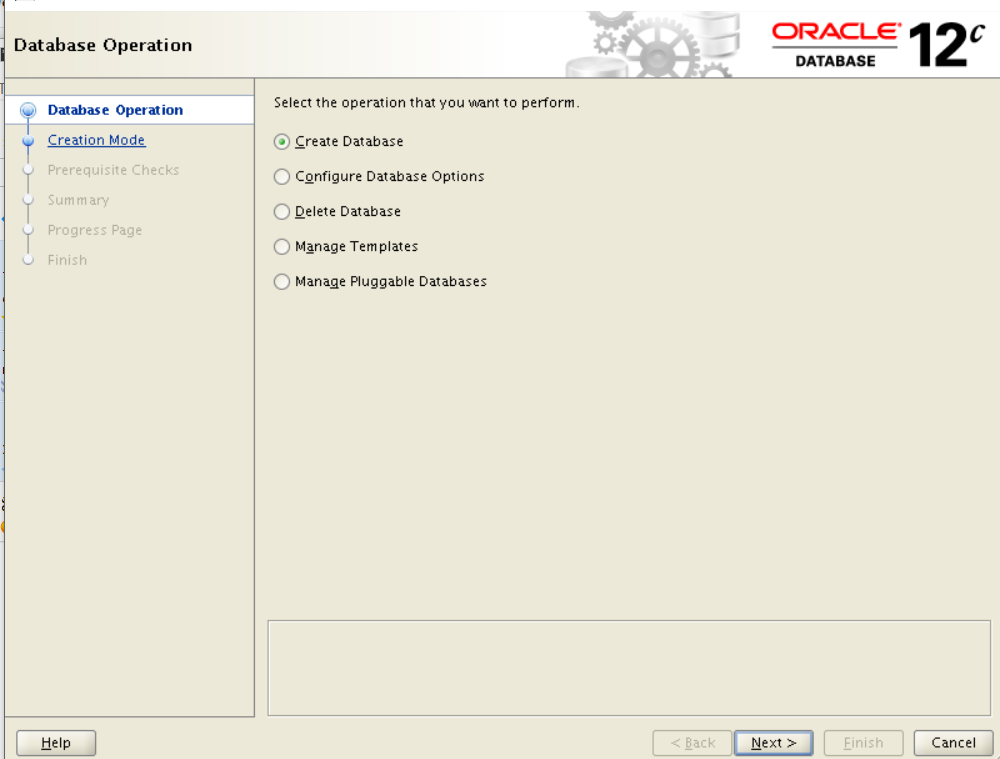 Database Operation
ORACLE
DATABASE
12c
Database Operation
Creation Mode
Prerequisite Checks
Summary
Progress Page
Finish
Select the operation that you want to perform.
Create Database
Configure Database Options
Delete Database
Manage Templates
Manage Pluggable Databases
Help
< Back
Next >
Finish
Cancel